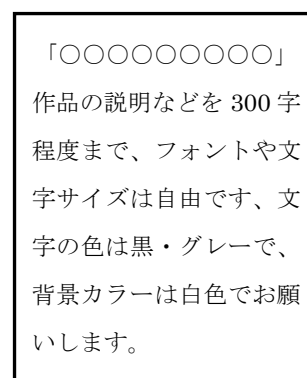 「○○○○○○○○○」
作品の説明などを 300 字
程度まで、フォントや文
字サイズは自由です、文
字の色は黒・グレーで、
背景カラーは白色でお願
いします。